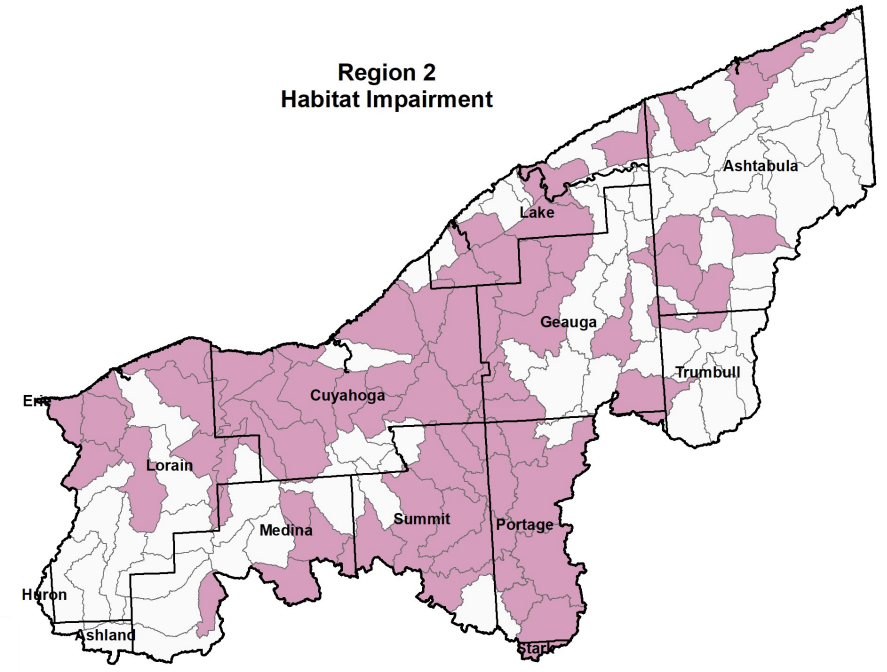 Region 2
Habitat Impairment
Ashtabula
Lake
Geauga
Trumbull
Erie
Cuyahoga
Lorain
Summit
Portage
Medina
Huron
Ashland
Stark